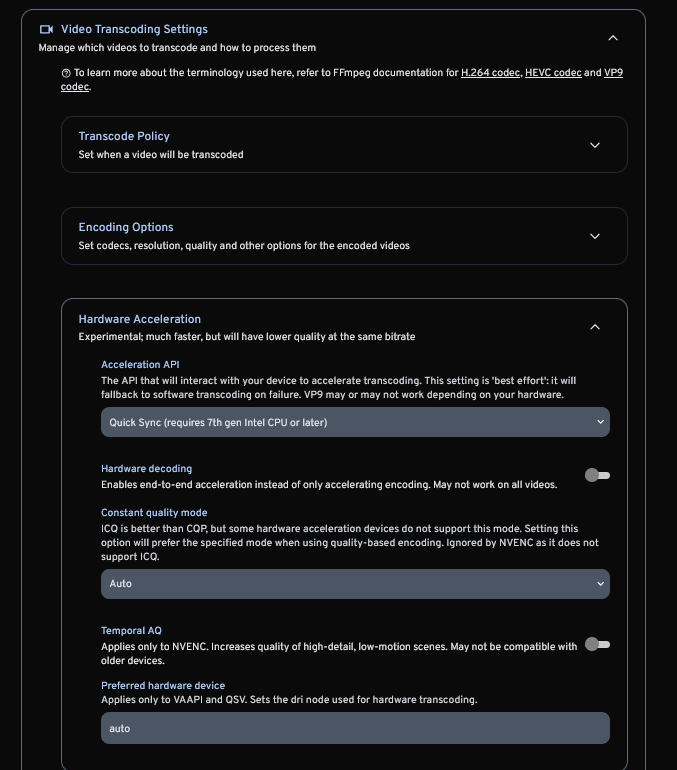 Video Transcoding Settings
Manage which videos to transcode and how to process them
To learn more about the terminology used here, refer to FFmpeg documentation for H.264 codec, HEVC codec and VP9
codec.
Transcode Policy
Set when a video will be transcoded
Encoding Options
Set codecs, resolution, quality and other options for the encoded videos
Hardware Acceleration
Experimental; much faster, but will have lower quality at the same bitrate
Acceleration API
The API that will interact with your device to accelerate transcoding. This setting is 'best effort': it will
fallback to software transcoding on failure. VP9 may or may not work depending on your hardware.
Quick Sync (requires 7th gen Intel CPU or later)
Hardware decoding
Enables end-to-end acceleration instead of only accelerating encoding. May not work on all videos.
Constant quality mode
ICQ is better than CQP, but some hardware acceleration devices do not support this mode. Setting this
option will prefer the specified mode when using quality-based encoding. Ignored by NVENC as it does not
support ICQ.
Auto
Temporal AQ
Applies only to NVENC. Increases quality of high-detail, low-motion scenes. May not be compatible with
older devices.
Preferred hardware device
Applies only to VAAPI and QSV. Sets the dri node used for hardware transcoding.
auto